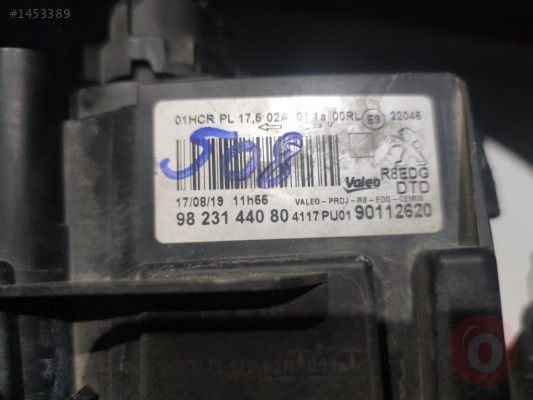 #1453389
01HCR PL 17,5 02A 01 1a 00RL E9 22046
508
Valeo
R8EDG
DTD
17/08/19 11h56 VALEO-PROJ-R8-EDG-
98 231 440 80 4117 PU01 90112620